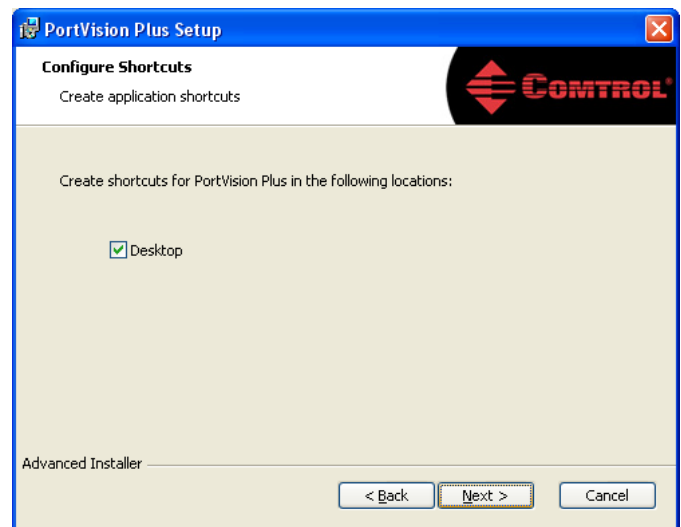 PortVision Plus Setup
Configure Shortcuts
Create application shortcuts
COMTROL®
Create shortcuts for PortVision Plus in the following locations:
Desktop
Advanced Installer
< Back
Next >
Cancel